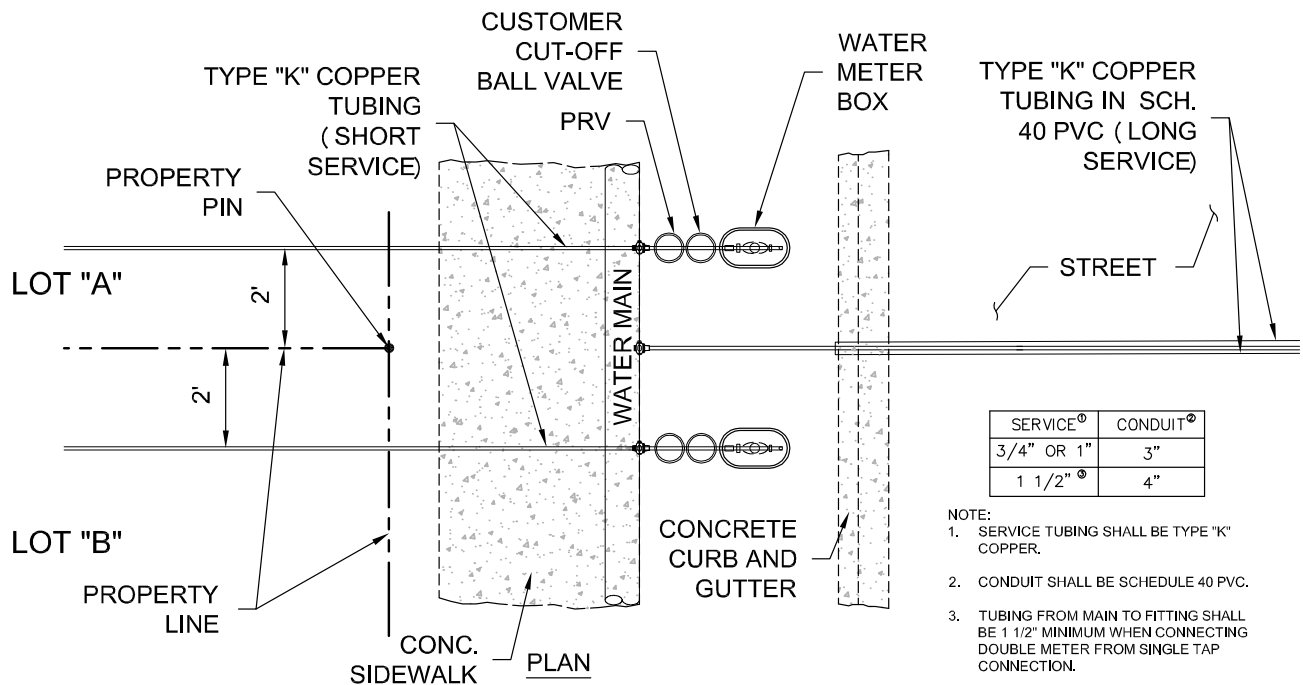 CUSTOMER
CUT-OFF
BALL VALVE
WATER
METER
BOX
TYPE "K" COPPER
TUBING
( SHORT
SERVICE)
PRV
TYPE "K" COPPER
TUBING IN SCH.
40 PVC ( LONG
SERVICE)
PROPERTY
PIN
LOT "A"
2'
STREET
WATER MAIN
2'
LOT "B"
PROPERTY
LINE
CONC.
SIDEWALK
PLAN
CONCRETE
CURB AND
GUTTER
SERVICE① CONDUIT②
3/4" OR 1" 3"
1 1/2" ③ 4"
NOTE:
1. SERVICE TUBING SHALL BE TYPE "K"
COPPER.
2. CONDUIT SHALL BE SCHEDULE 40 PVC.
3. TUBING FROM MAIN TO FITTING SHALL
BE 1 1/2" MINIMUM WHEN CONNECTING
DOUBLE METER FROM SINGLE TAP
CONNECTION.